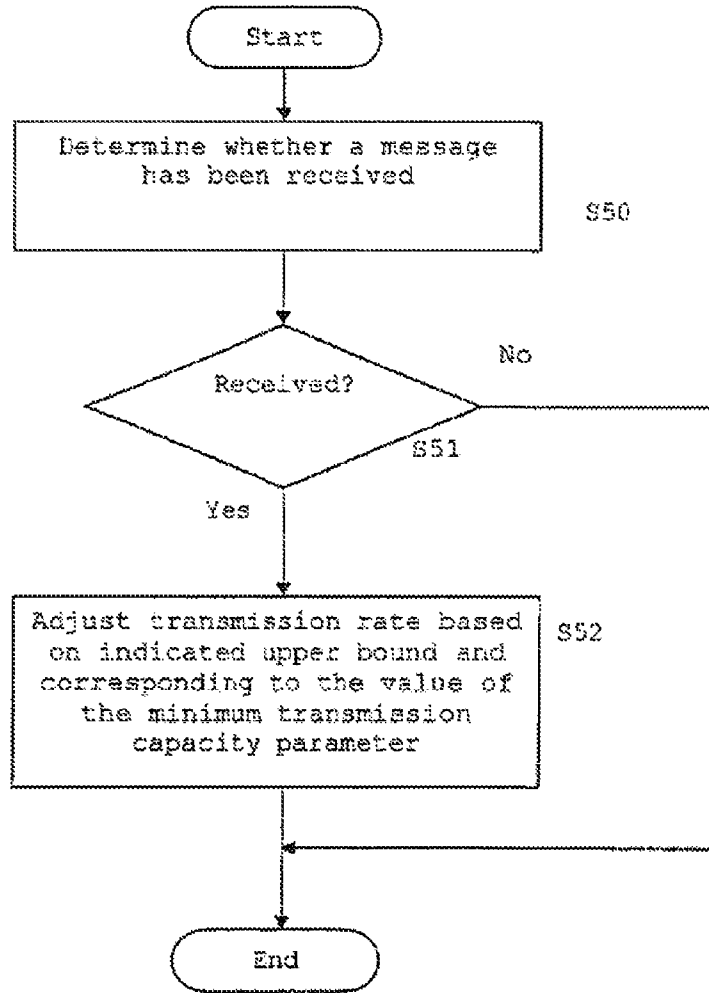 Start
Determine whether a message
has been received
S50
No
Received?
S51
Yes
Adjust transmission rate based
on indicated upper bound and
corresponding to the value of
the minimum transmission
capacity parameter
S52
End